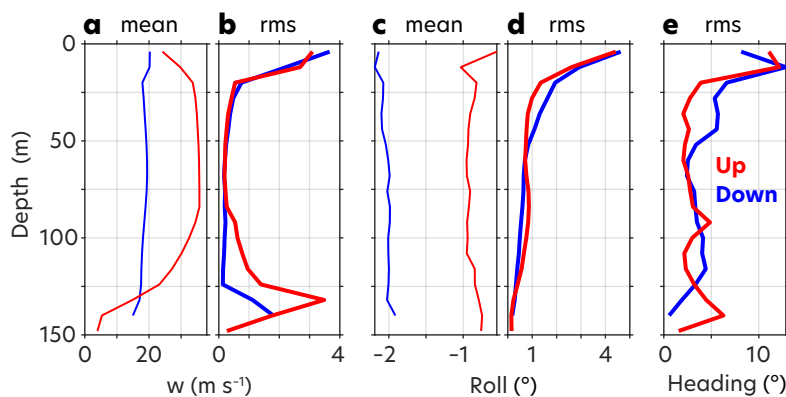 a mean b rms c mean d rms e rms
0
50
100
150
Depth (m)
Up
Down
0 20 0 4 -2 -1 1 4 0 5 10
w (m s⁻¹) Roll (°) Heading (°)